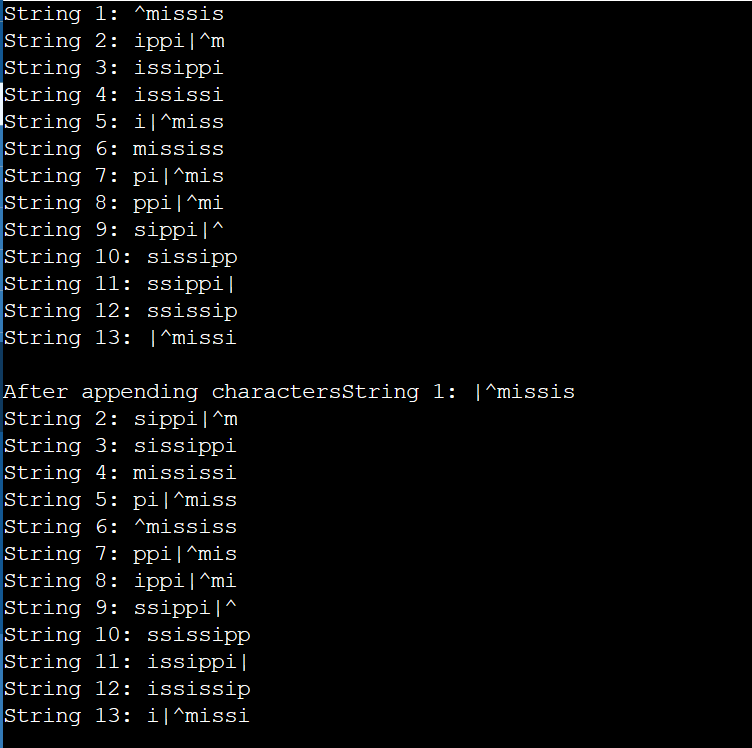 String 1: ^missis
String 2: ippi|^m
String 3: issippi
String 4: ississi
String 5: i|^miss
String 6: mississ
String 7: pi|^mis
String 8: ppi|^mi
String 9: sippi|^
String 10: sissipp
String 11: ssippi|
String 12: ssissip
String 13: |^missi
After appending charactersString 1: |^missis
String 2: sippi|^m
String 3: sissippi
String 4: mississi
String 5: pi|^miss
String 6: ^mississ
String 7: ppi|^mis
String 8: ippi|^mi
String 9: ssippi|^
String 10: ssissipp
String 11: issippi|
String 12: ississip
String 13: i|^missi